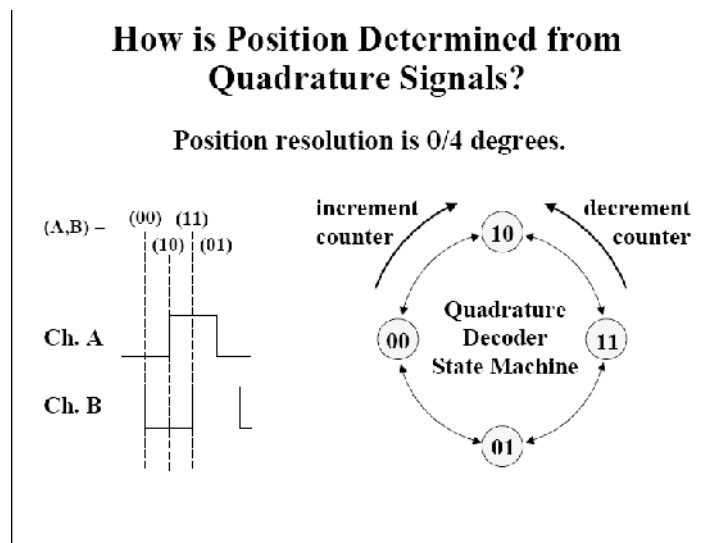 How is Position Determined from
Quadrature Signals?
Position resolution is 0/4 degrees.
(A,B) –
(00) (11)
(10) (01)
Ch. A
Ch. B
increment
counter
decrement
counter
10
00
11
01
Quadrature
Decoder
State Machine